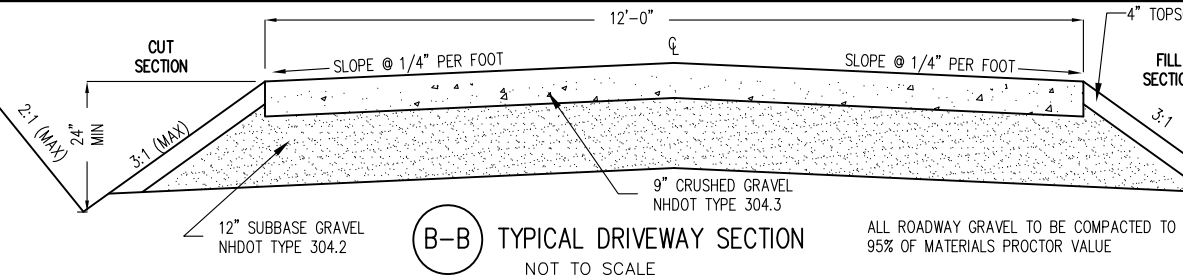 12'-0"
4" TOPS
CUT
SECTION
℄
SLOPE @ 1/4" PER FOOT
SLOPE @ 1/4" PER FOOT
FILL
SECTIO
2:1 (MAX)
24"
MIN
3:1 (MAX)
3:1
9" CRUSHED GRAVEL
NHDOT TYPE 304.3
12" SUBBASE GRAVEL
NHDOT TYPE 304.2
B-B
TYPICAL DRIVEWAY SECTION
NOT TO SCALE
ALL ROADWAY GRAVEL TO BE COMPACTED TO
95% OF MATERIALS PROCTOR VALUE